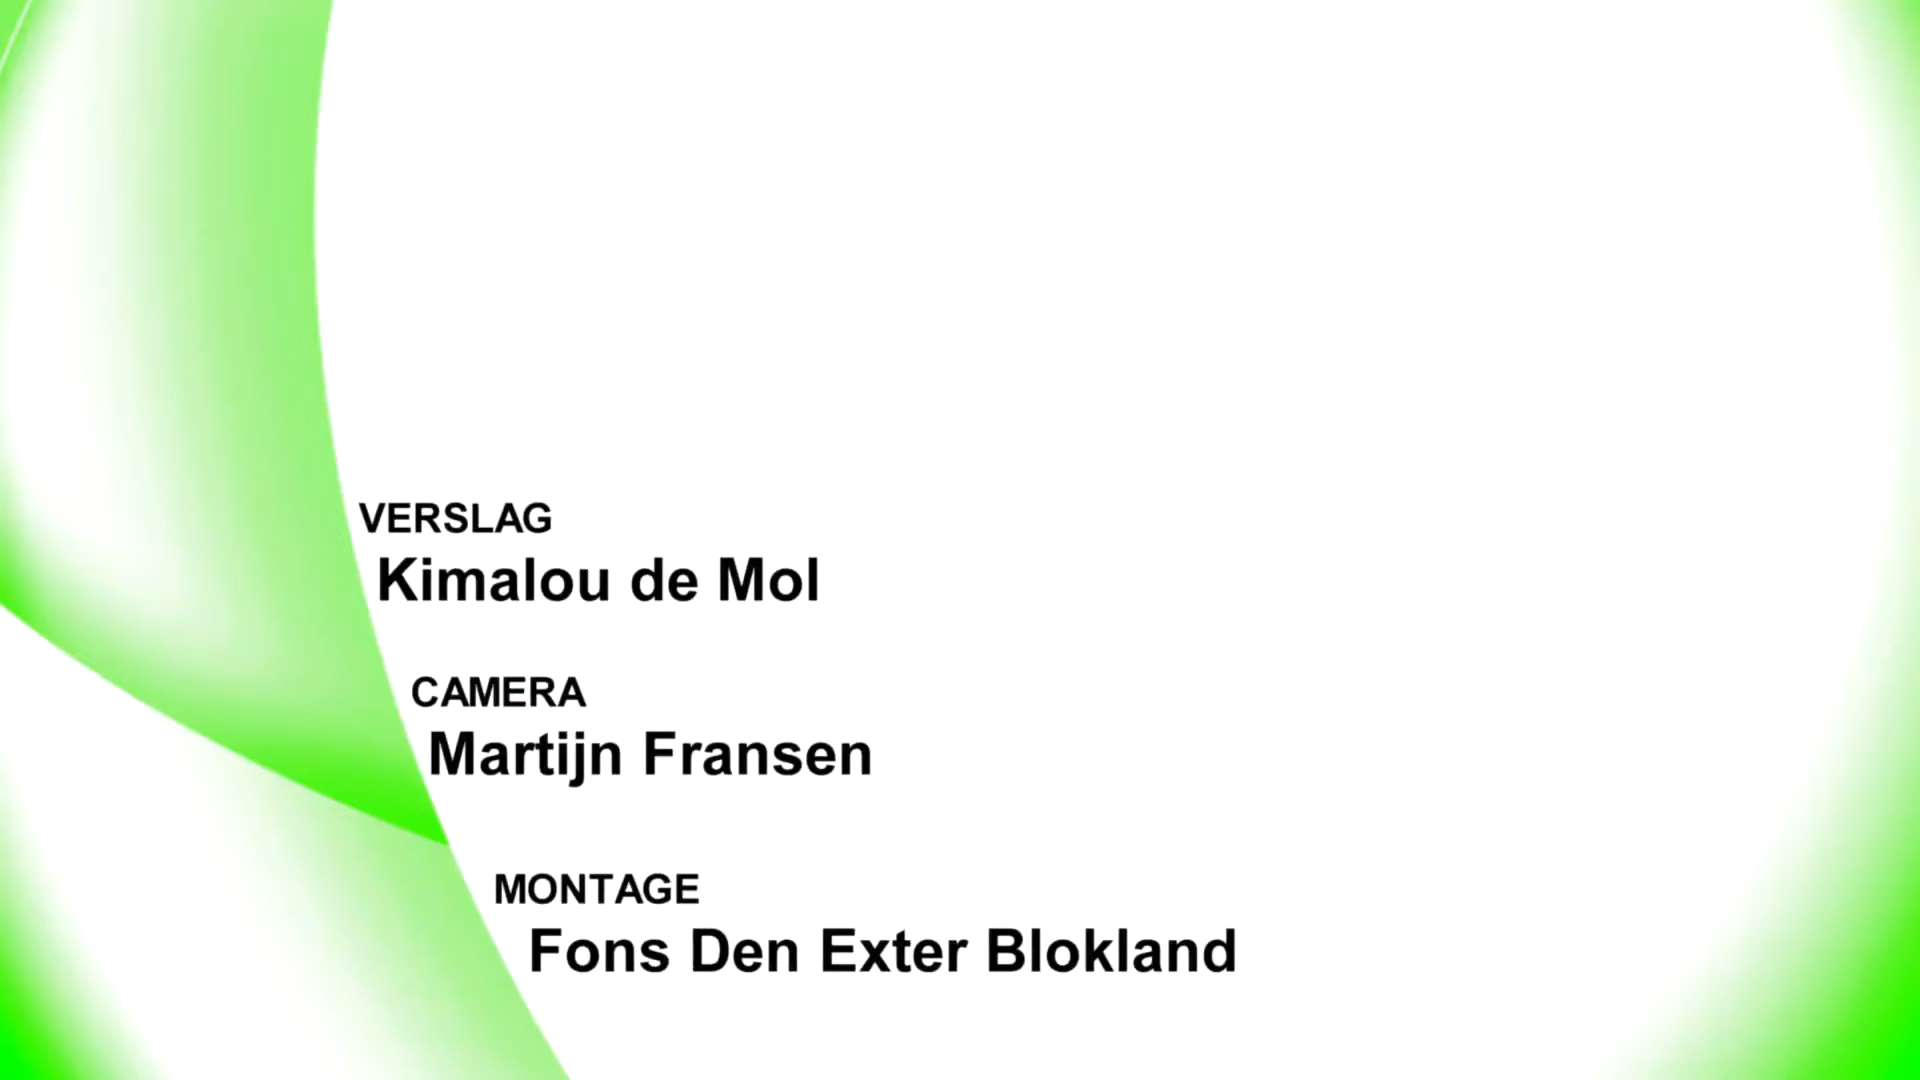 VERSLAG
Kimalou de Mol
CAMERA
Martijn Fransen
MONTAGE
Fons Den Exter Blokland